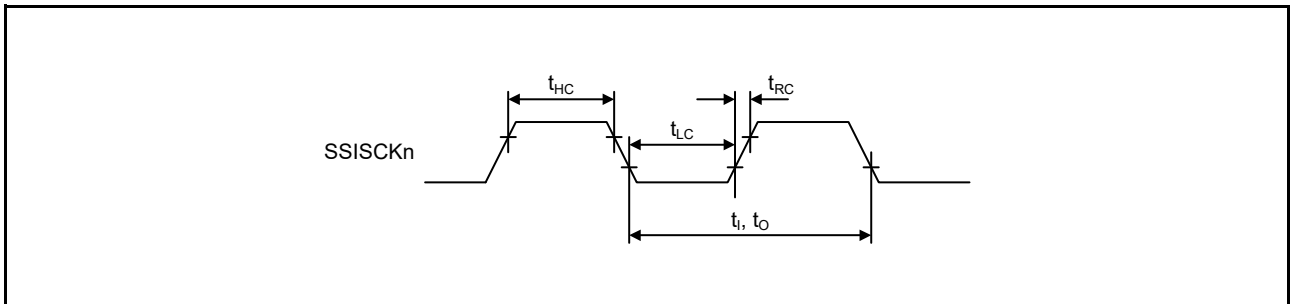 tHC
tRC
tLC
SSISCKn
tI, tO